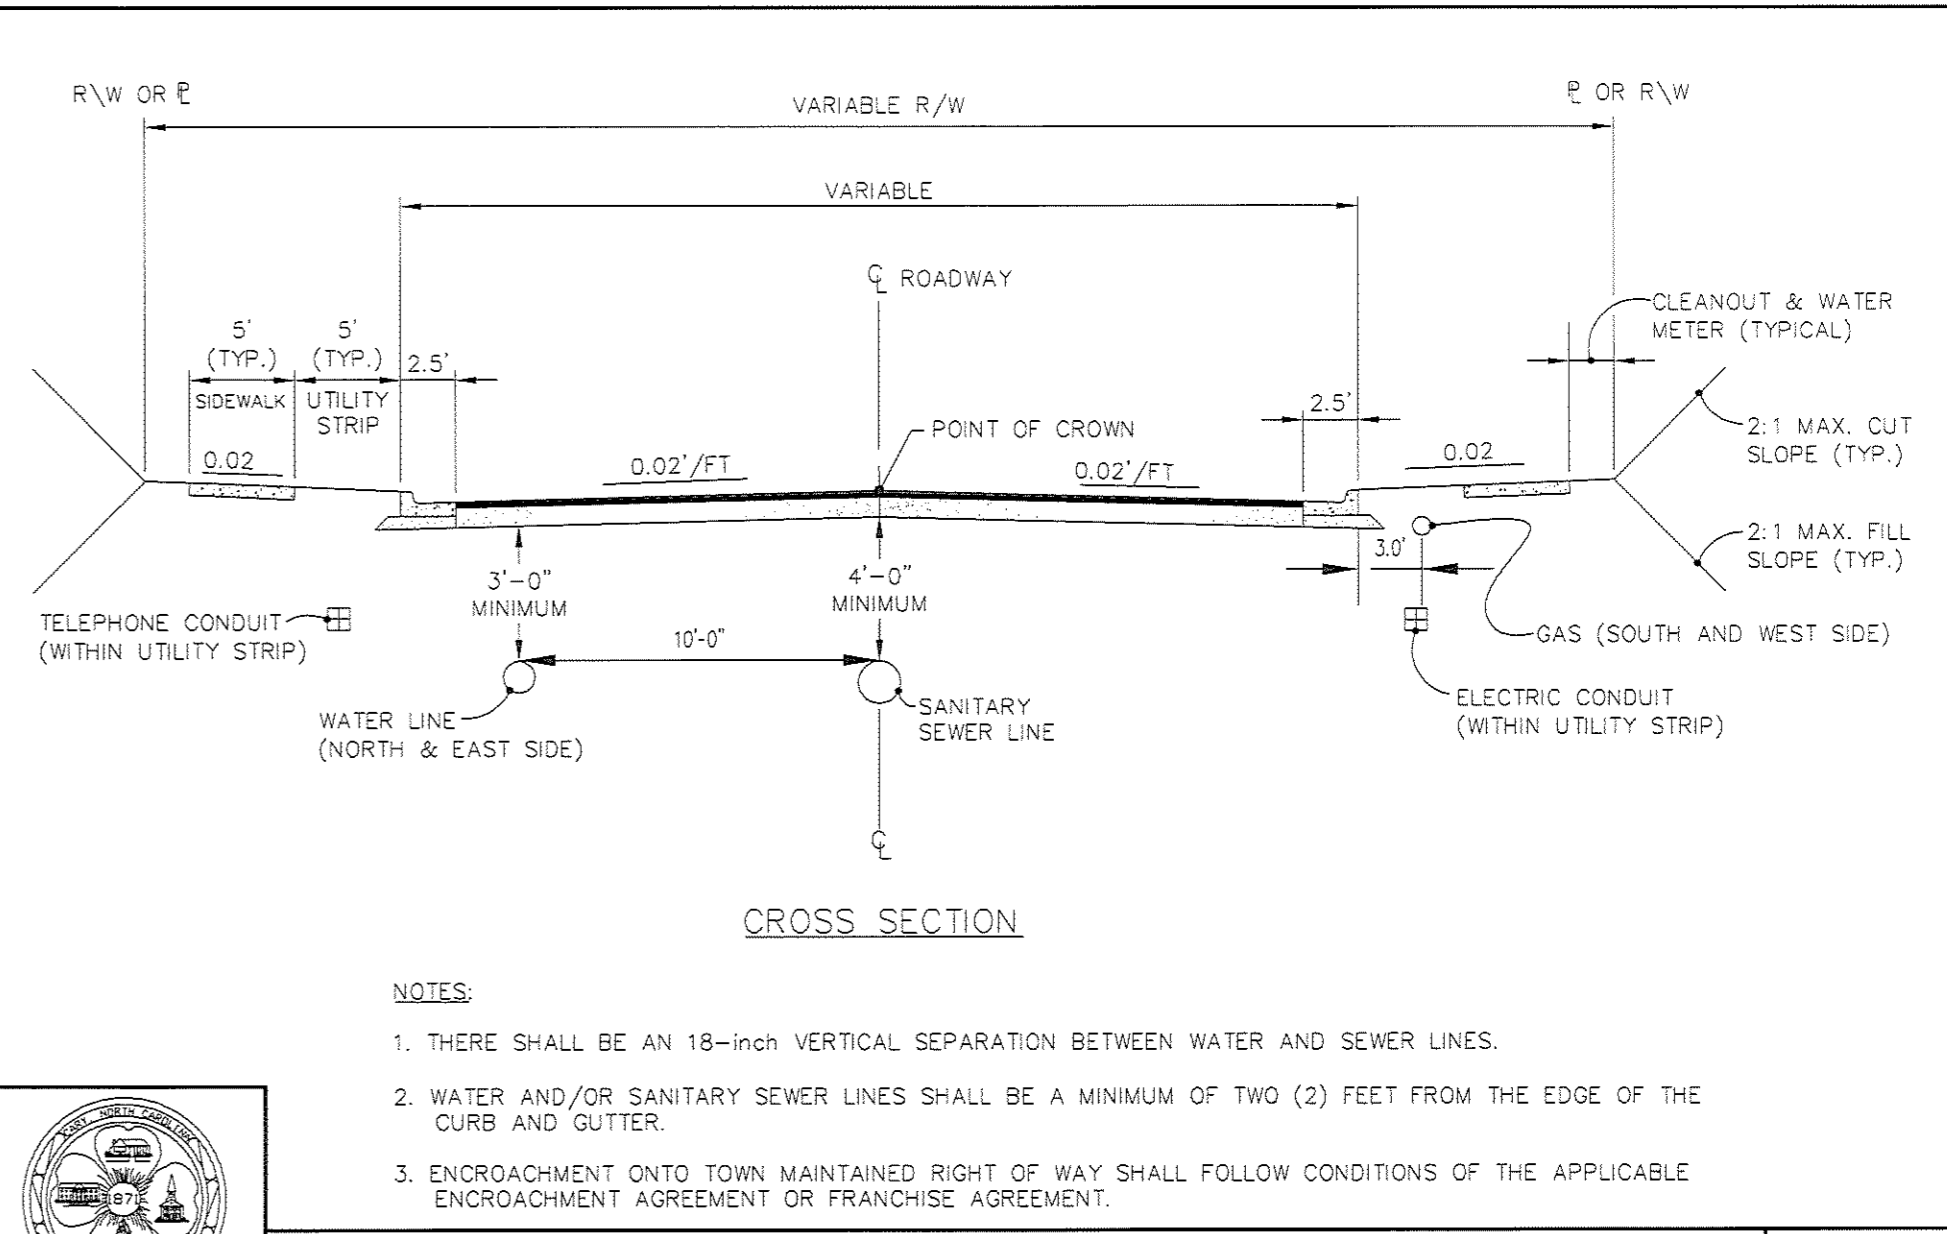 R\W OR ⅊
VARIABLE R/W
⅊ OR R\W
VARIABLE
℄ ROADWAY
CLEANOUT & WATER
METER (TYPICAL)
5'
(TYP.)
SIDEWALK
5'
(TYP.)
UTILITY
STRIP
2.5'
2.5'
POINT OF CROWN
2:1 MAX. CUT
SLOPE (TYP.)
0.02
0.02'/FT
0.02'/FT
0.02
3'-0"
MINIMUM
4'-0"
MINIMUM
3.0'
2:1 MAX. FILL
SLOPE (TYP.)
TELEPHONE CONDUIT
(WITHIN UTILITY STRIP)
10'-0"
GAS (SOUTH AND WEST SIDE)
WATER LINE
(NORTH & EAST SIDE)
SANITARY
SEWER LINE
ELECTRIC CONDUIT
(WITHIN UTILITY STRIP)
℄
CROSS SECTION
NOTES:
1. THERE SHALL BE AN 18-inch VERTICAL SEPARATION BETWEEN WATER AND SEWER LINES.
2. WATER AND/OR SANITARY SEWER LINES SHALL BE A MINIMUM OF TWO (2) FEET FROM THE EDGE OF THE
CURB AND GUTTER.
3. ENCROACHMENT ONTO TOWN MAINTAINED RIGHT OF WAY SHALL FOLLOW CONDITIONS OF THE APPLICABLE
ENCROACHMENT AGREEMENT OR FRANCHISE AGREEMENT.
CARY NORTH CAROLINA
1871